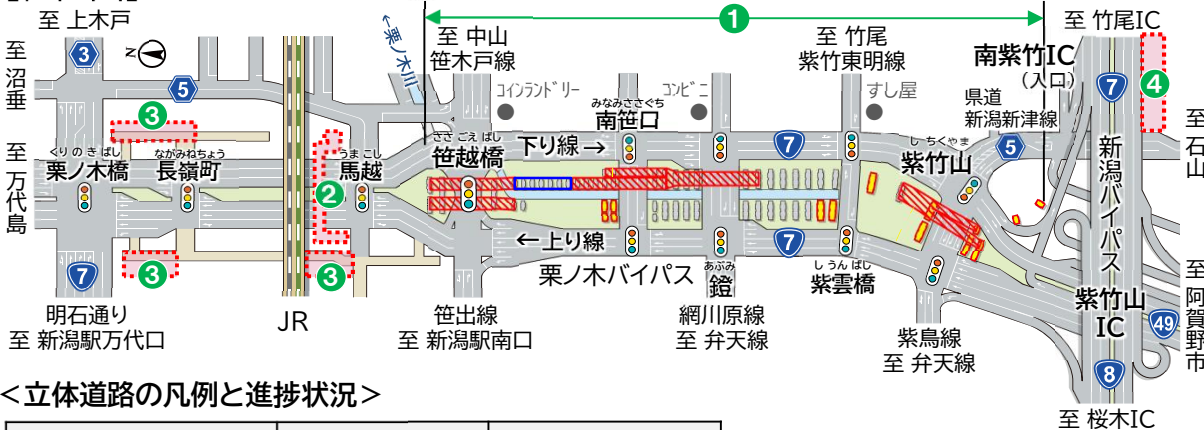 至 上木戸
至 沼垂
3
N
5
3
くりのきばし
栗ノ木橋
ながみねちょう
長嶺町
うまこし
馬越
至 万代島
2
3
3
7
明石通り
至 新潟駅万代口
JR
←栗ノ木川
1
至 中山
笹木戸線
コインランドリー
コンビニ
みなみささぐち
南笹口
ささごえばし
笹越橋
下り線→
7
至 竹尾
紫竹東明線
すし屋
←上り線
栗ノ木バイパス
7
あぶみ
鐙
しうんばし
紫雲橋
笹出線
至 新潟駅南口
網川原線
至 弁天線
紫鳥線
至 弁天線
南紫竹IC
(入口)
県道
新潟新津線
5
しちくやま
紫竹山
至 竹尾IC
7
4
新潟バイパス
至 石山
紫竹山
IC
49
至 阿賀野市
8
至 桜木IC
<立体道路の凡例と進捗状況>